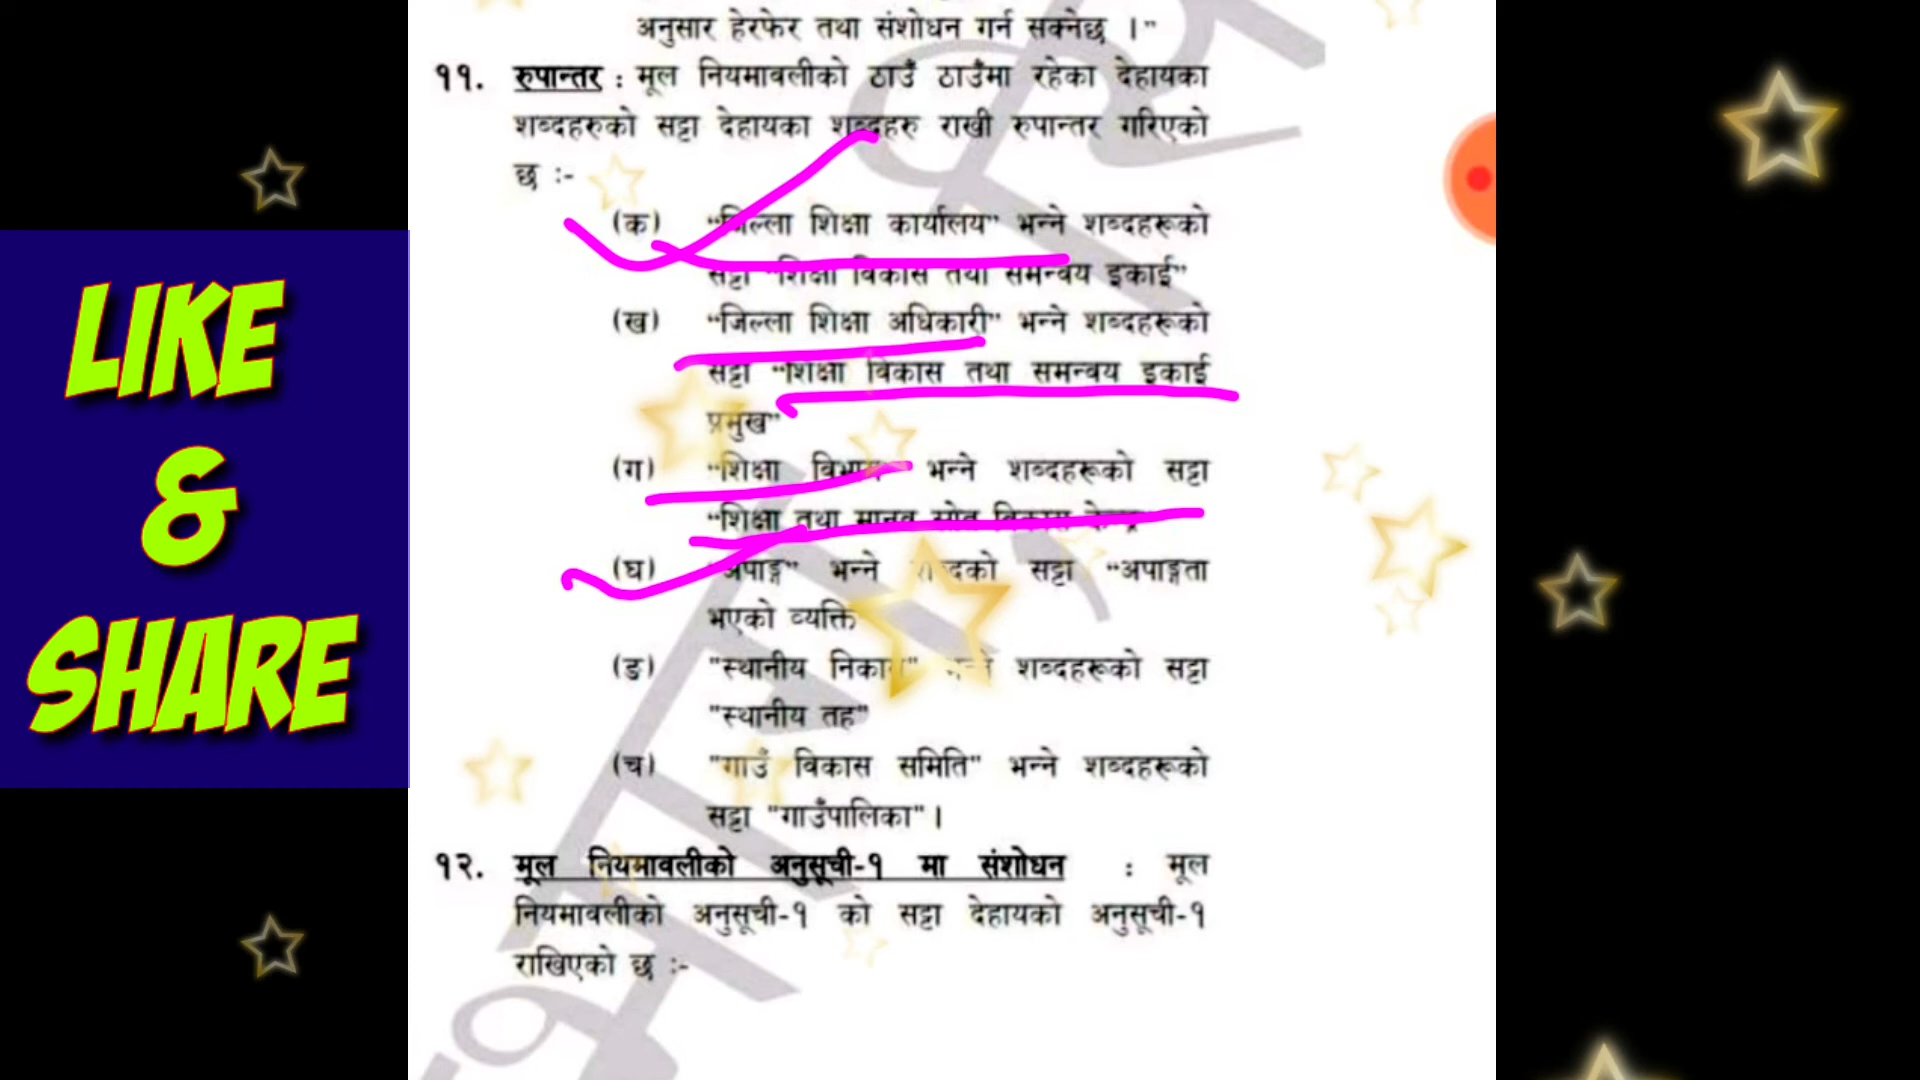 LIKE
&
SHARE
अनुसार हेरफेर तथा संशोधन गर्न सक्नेछ ।"
११. रुपान्तर : मूल नियमावलीको ठाउँ ठाउँमा रहेका देहायका
शब्दहरुको सट्टा देहायका शब्दहरु राखी रुपान्तर गरिएको
छ :-
(क) "जिल्ला शिक्षा कार्यालय" भन्ने शब्दहरूको
सट्टा "शिक्षा विकास तथा समन्वय इकाई"
(ख) "जिल्ला शिक्षा अधिकारी" भन्ने शब्दहरूको
सट्टा "शिक्षा विकास तथा समन्वय इकाई
प्रमुख"
(ग) "शिक्षा विभाग" भन्ने शब्दहरूको सट्टा
"शिक्षा तथा मानव स्रोत विकास केन्द्र
(घ) "अपाङ्ग" भन्ने शब्दको सट्टा "अपाङ्गता
भएको व्यक्ति
(ङ) "स्थानीय निकाय" भन्ने शब्दहरूको सट्टा
"स्थानीय तह"
(च) "गाउँ विकास समिति" भन्ने शब्दहरूको
सट्टा "गाउँपालिका"।
१२. मूल नियमावलीको अनुसूची-१ मा संशोधन : मूल
नियमावलीको अनुसूची-१ को सट्टा देहायको अनुसूची-१
राखिएको छ :-